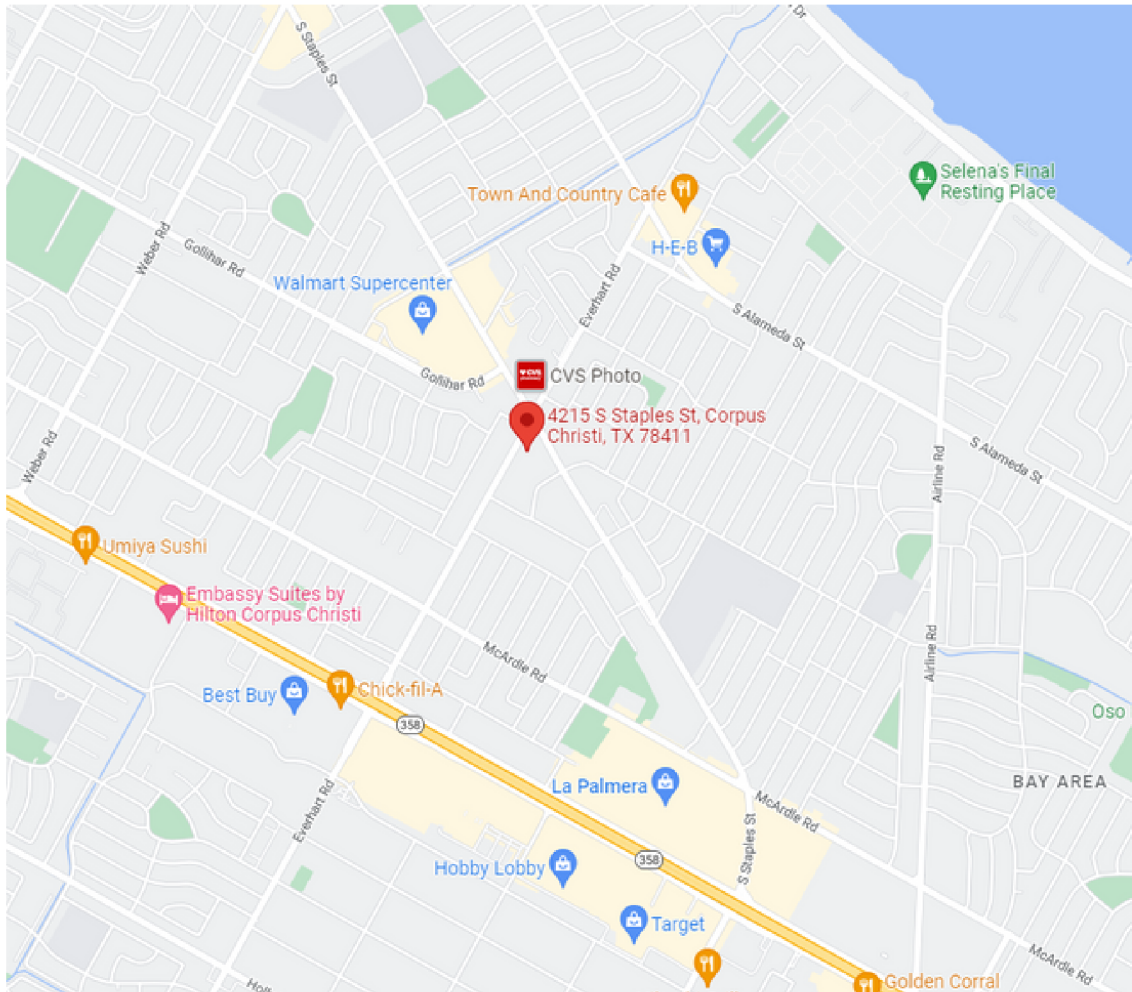 Dr
S Staples St
Selena's Final
Resting Place
Town And Country Cafe
H-E-B
Weber Rd
Gollihar Rd
Walmart Supercenter
Everhart Rd
S Alameda St
Gollihar Rd
CVS Photo
4215 S Staples St, Corpus
Christi, TX 78411
Weber Rd
S Alameda St
Airline Rd
Umiya Sushi
Embassy Suites by
Hilton Corpus Christi
McArdle Rd
Airline Rd
Best Buy
Chick-fil-A
358
Oso
La Palmera
BAY AREA
Everhart Rd
McArdle Rd
S Staples St
358
Hobby Lobby
Target
McArdle Rd
Golden Corral